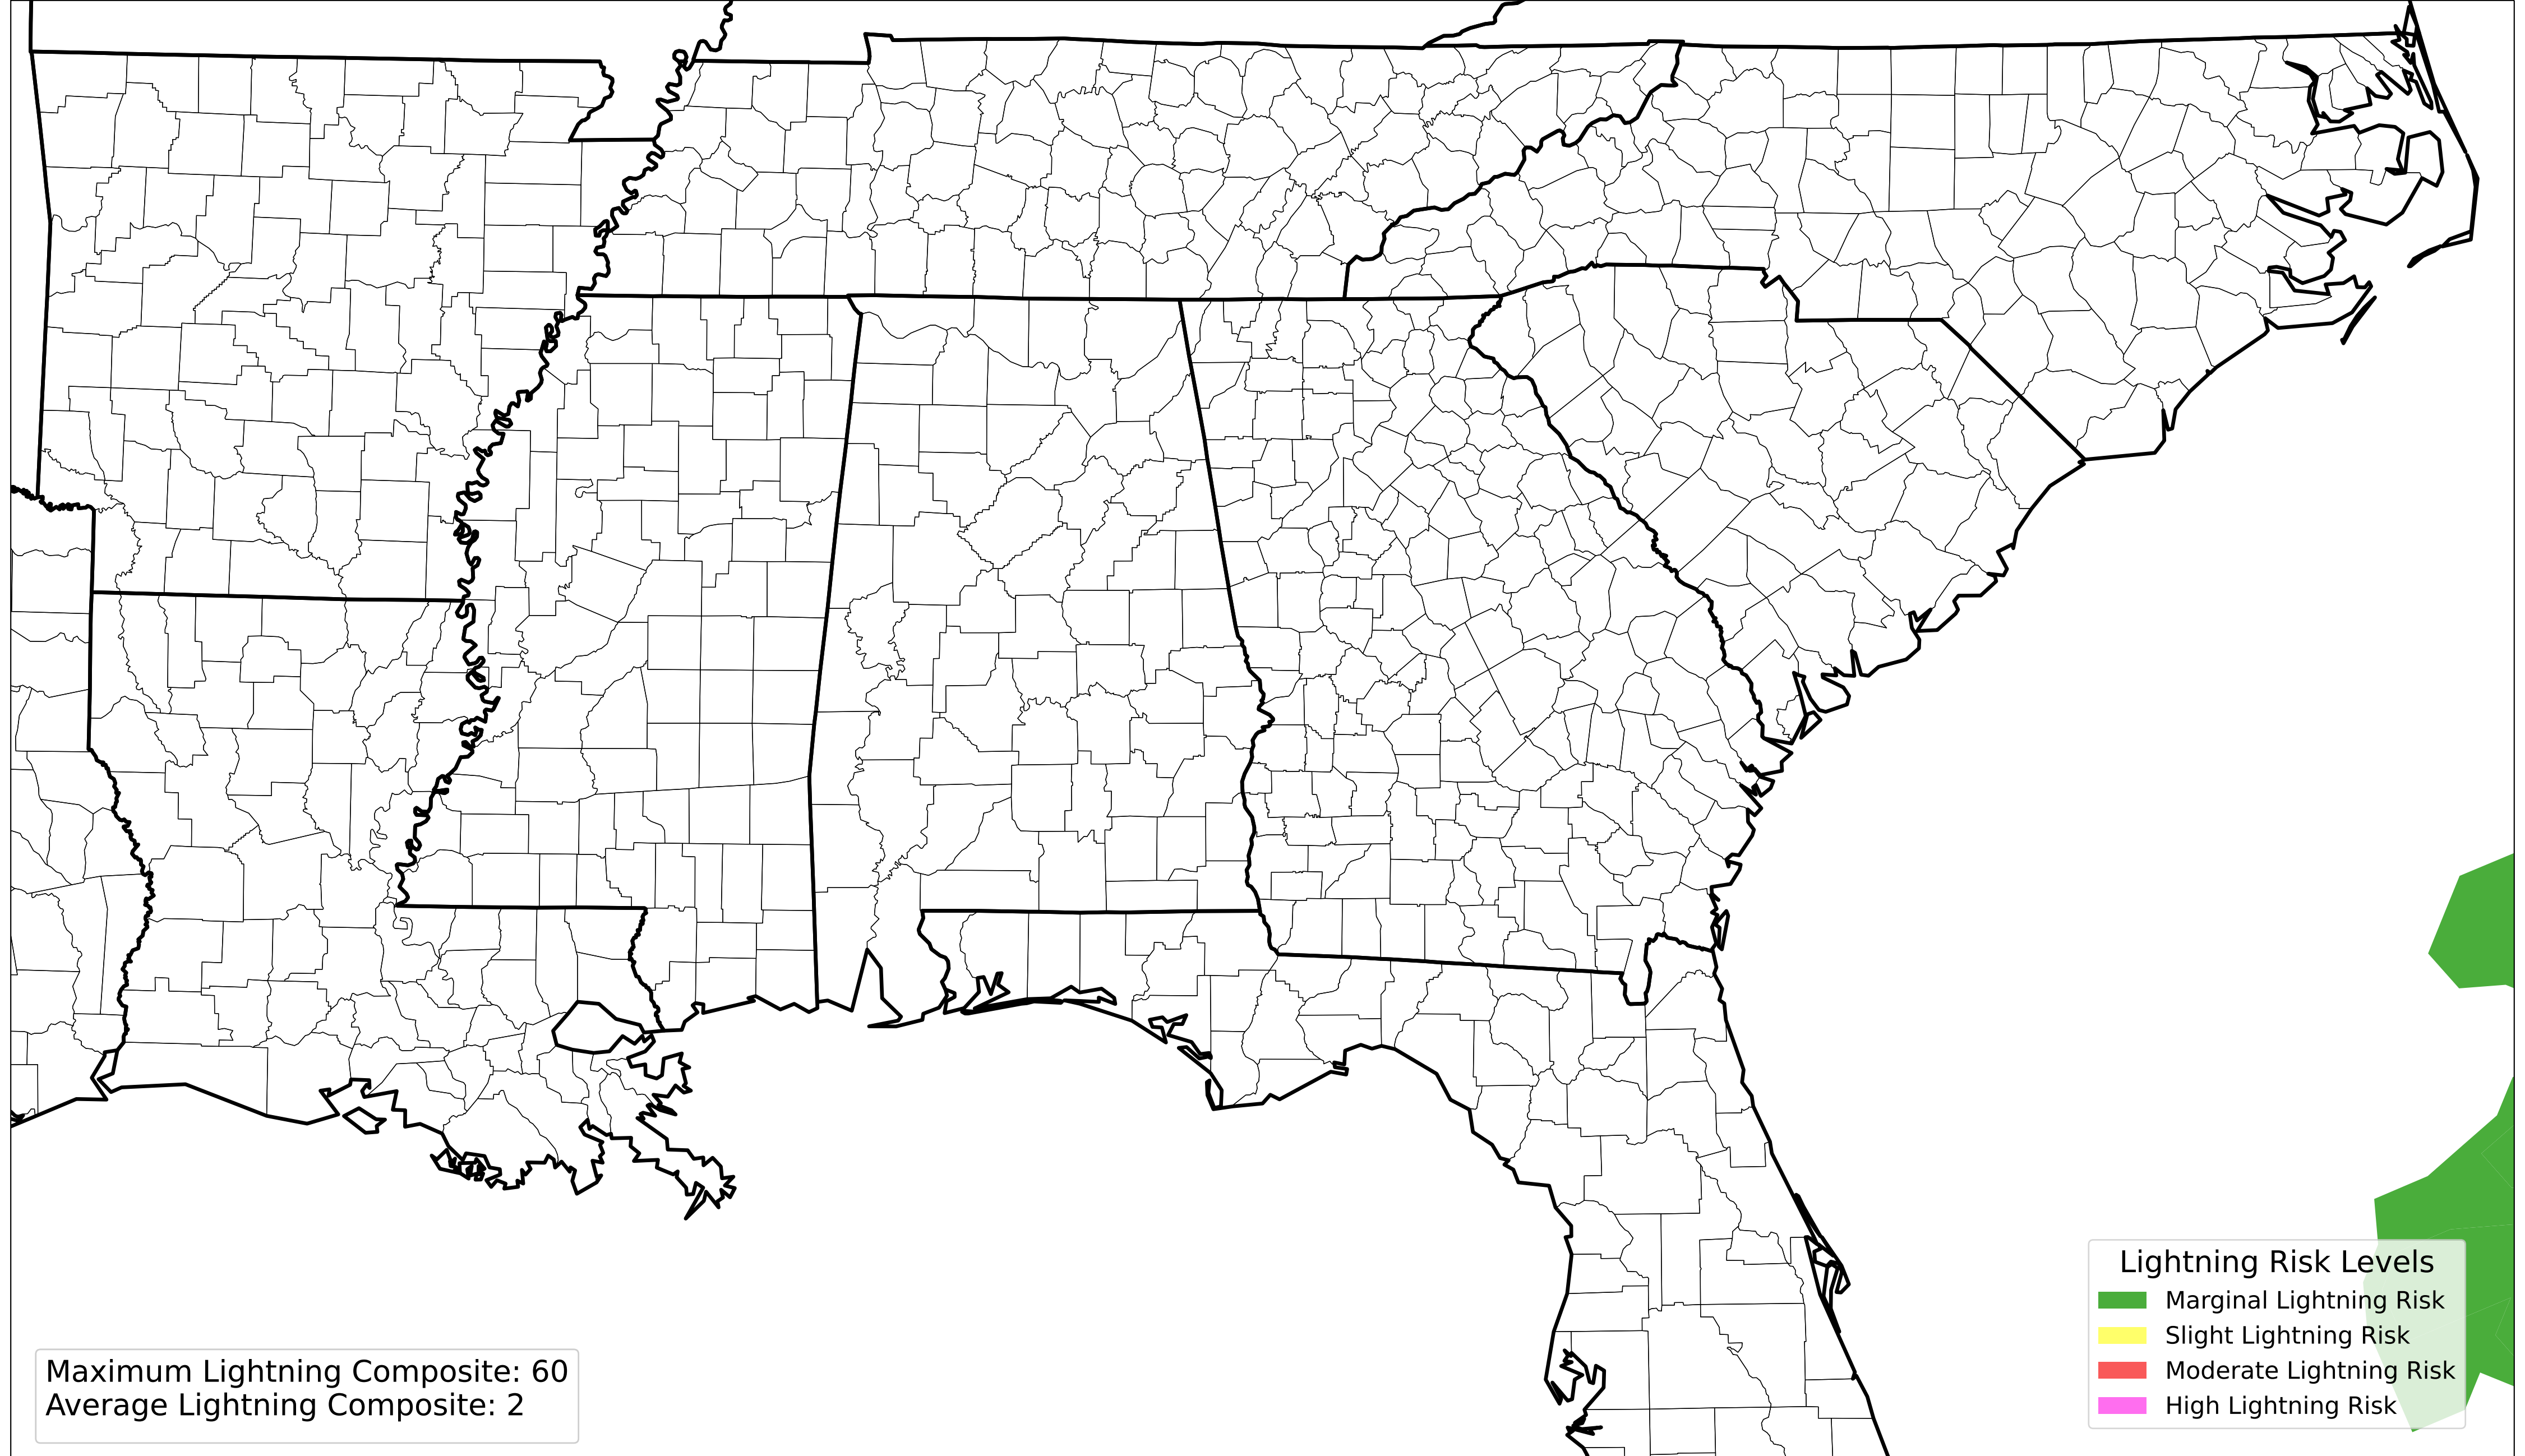 Maximum Lightning Composite: 60
Average Lightning Composite: 2
Lightning Risk Levels
Marginal Lightning Risk
Slight Lightning Risk
Moderate Lightning Risk
High Lightning Risk